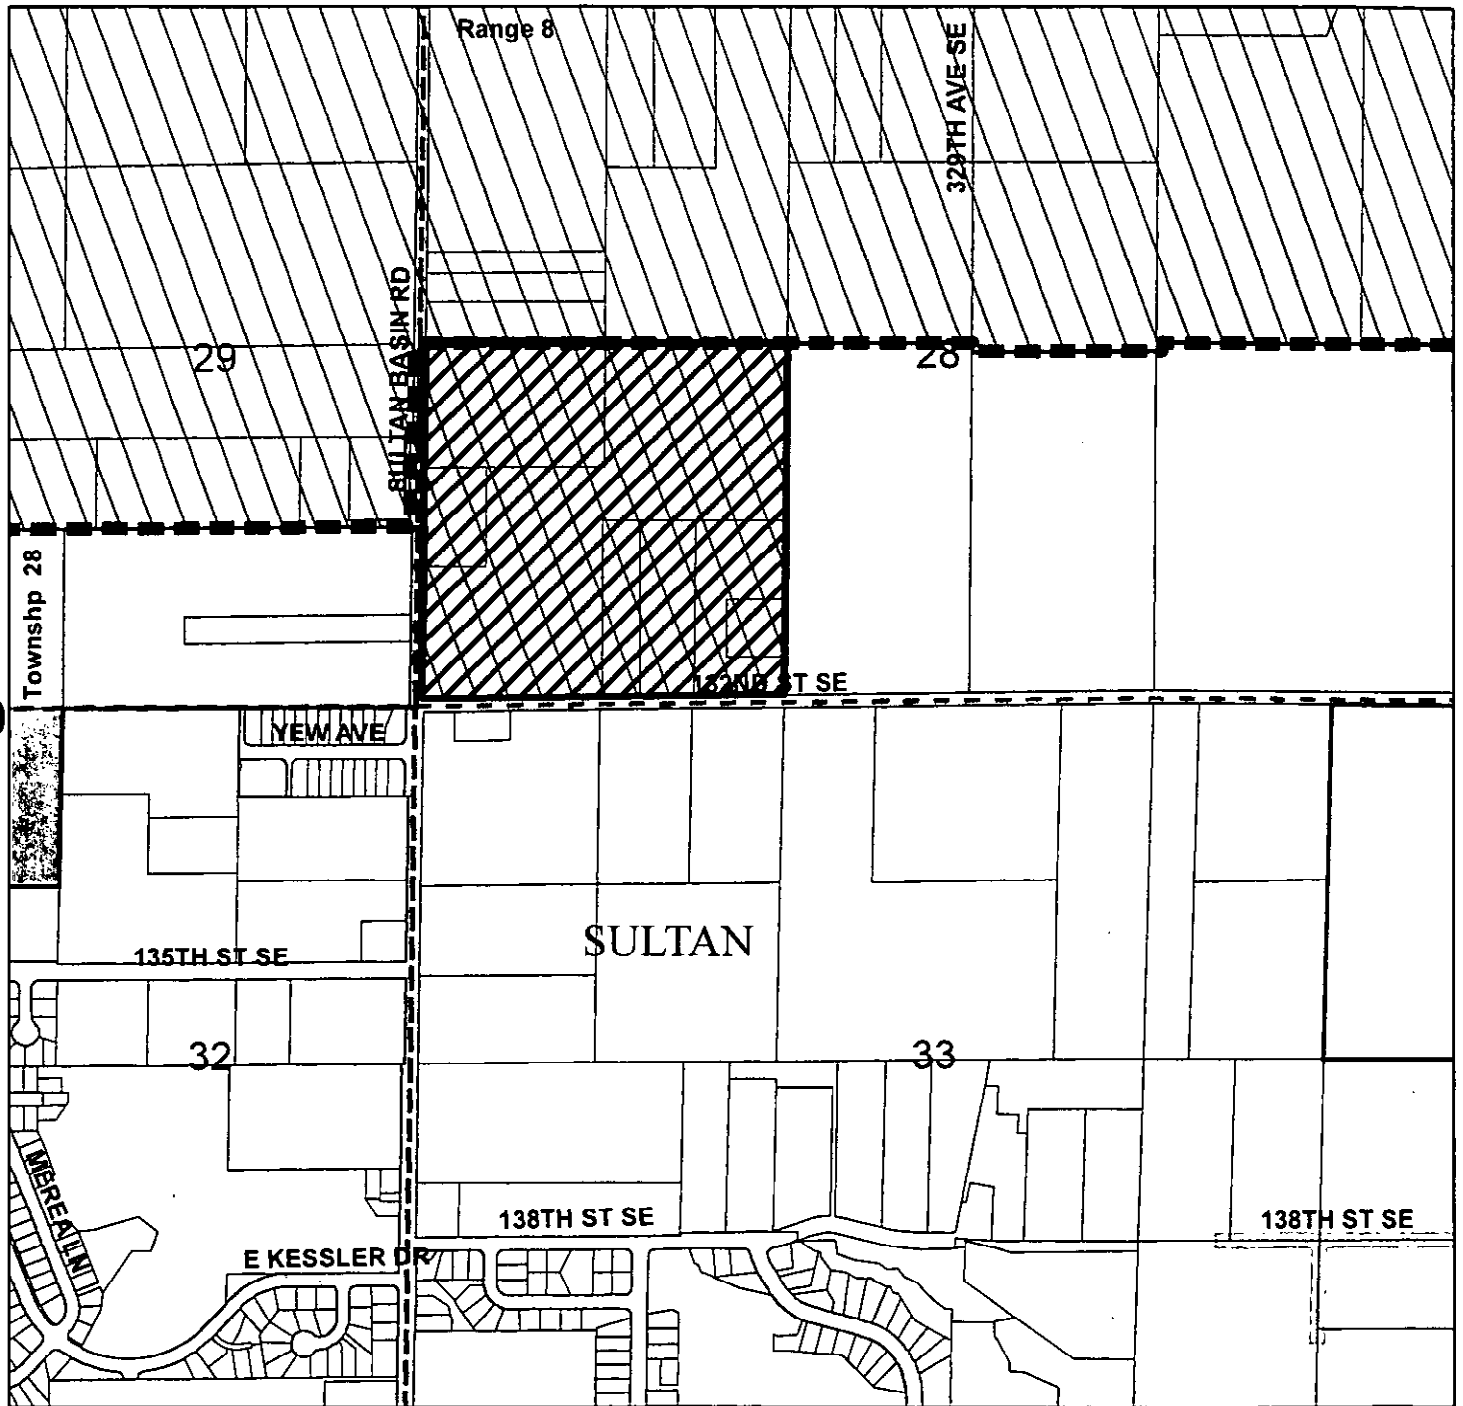 Range 8
329TH AVE SE
SULTAN BASIN RD
29
28
Townshp 28
132ND ST SE
YEW AVE
SULTAN
135TH ST SE
32
33
MEREAI LN
138TH ST SE
138TH ST SE
E KESSLER DR